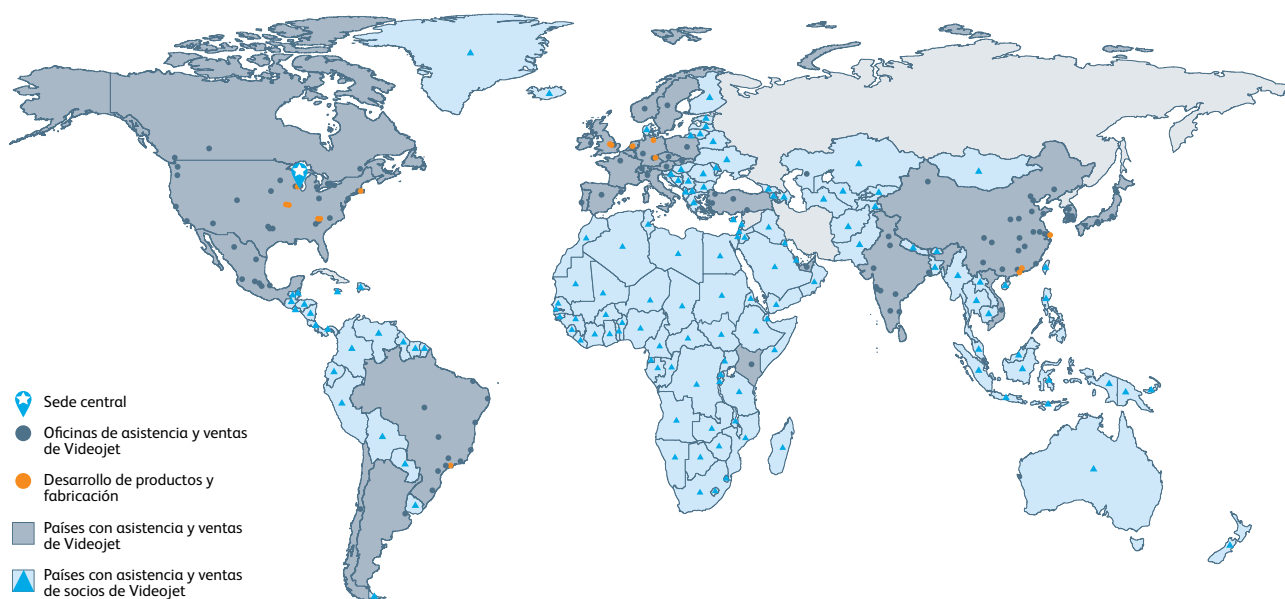 Sede central
Oficinas de asistencia y ventas
de Videojet
Desarrollo de productos y
fabricación
Países con asistencia y ventas
de Videojet
Países con asistencia y ventas
de socios de Videojet